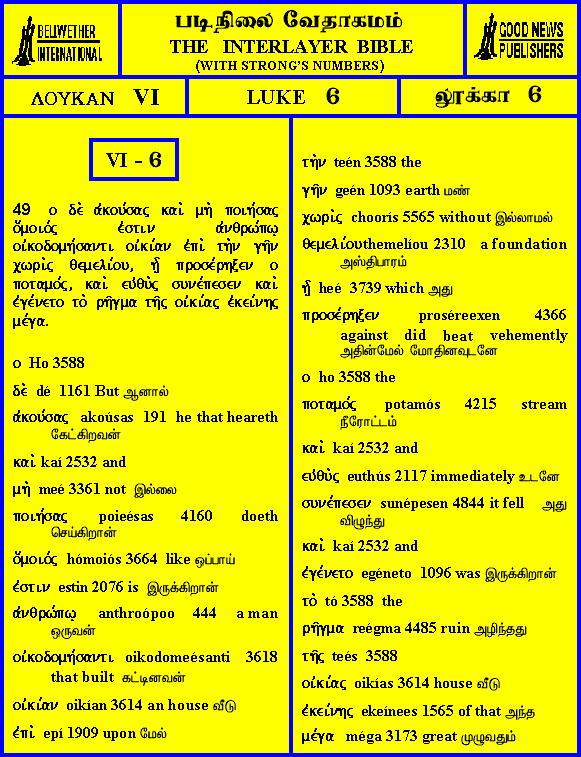 BELLWETHER
INTERNATIONAL
படிநிலை வேதாகமம்
THE INTERLAYER BIBLE
(WITH STRONG'S NUMBERS)
GOOD NEWS
PUBLISHERS
ΛΟΥΚΑΝ VI
LUKE 6
லூக்கா 6
VI - 6
49 ο δὲ ἀκούσας καὶ μὴ ποιήσας
ὅμοιός ἐστιν ἀνθρώπῳ
οἰκοδομήσαντι οἰκίαν ἐπὶ τὴν γῆν
χωρὶς θεμελίου, ᾗ προσέρηξεν ο
ποταμός, καὶ εὐθὺς συνέπεσεν καὶ
ἐγένετο τὸ ρῆγμα τῆς οἰκίας ἐκείνης
μέγα.
ο Ho 3588
δὲ dé 1161 But ஆனால்
ἀκούσας akoúsas 191 he that heareth
கேட்கிறவன்
καὶ kaí 2532 and
μὴ meé 3361 not இல்லை
ποιήσας poieésas 4160 doeth
செய்கிறான்
ὅμοιός hómoiós 3664 like ஒப்பாய்
ἐστιν estin 2076 is இருக்கிறான்
ἀνθρώπῳ anthroópoo 444 a man
ஒருவன்
οἰκοδομήσαντι oikodomeésanti 3618
that built கட்டினவன்
οἰκίαν oikían 3614 an house வீடு
ἐπὶ epí 1909 upon மேல்
τὴν teén 3588 the
γῆν geén 1093 earth மண்
χωρὶς choorís 5565 without இல்லாமல்
θεμελίουthemelíou 2310 a foundation
அஸ்திபாரம்
ᾗ heé 3739 which அது
προσέρηξεν proséreexen 4366
against did beat vehemently
அதின்மேல் மோதினவுடனே
ο ho 3588 the
ποταμός potamós 4215 stream
நீரோட்டம்
καὶ kaí 2532 and
εὐθὺς euthús 2117 immediately உடனே
συνέπεσεν sunépesen 4844 it fell அது
விழுந்து
καὶ kaí 2532 and
ἐγένετο egéneto 1096 was இருக்கிறான்
τὸ tó 3588 the
ρῆγμα reégma 4485 ruin அழிந்தது
τῆς teés 3588
οἰκίας oikías 3614 house வீடு
ἐκείνης ekeínees 1565 of that அந்த
μέγα méga 3173 great முழுவதும்